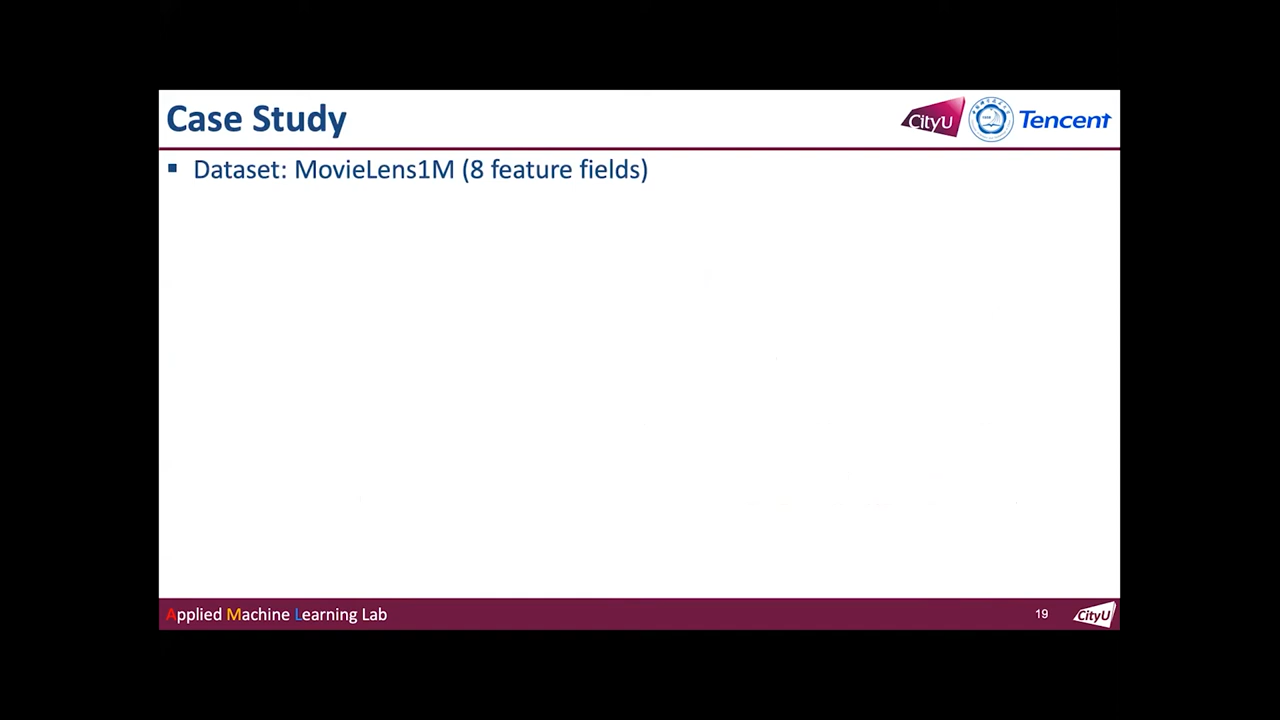 Case Study
CityU
Tencent
▪ Dataset: MovieLens1M (8 feature fields)
Applied Machine Learning Lab
19
CityU